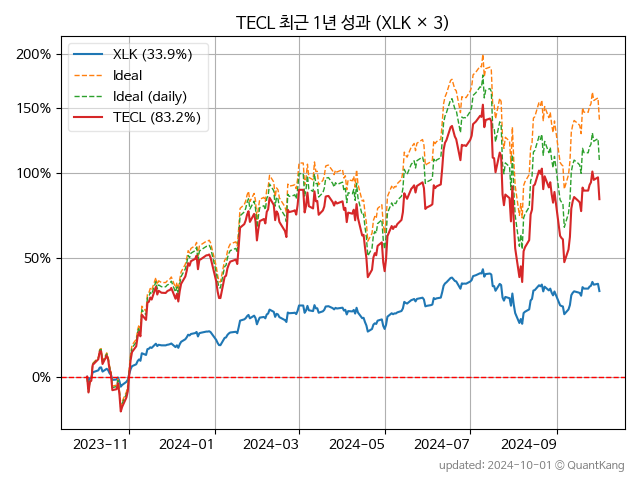 TECL 최근 1년 성과 (XLK × 3)
200%
150%
100%
50%
0%
XLK (33.9%)
Ideal
Ideal (daily)
TECL (83.2%)
2023-11
2024-01
2024-03
2024-05
2024-07
2024-09
updated: 2024-10-01 © QuantKang